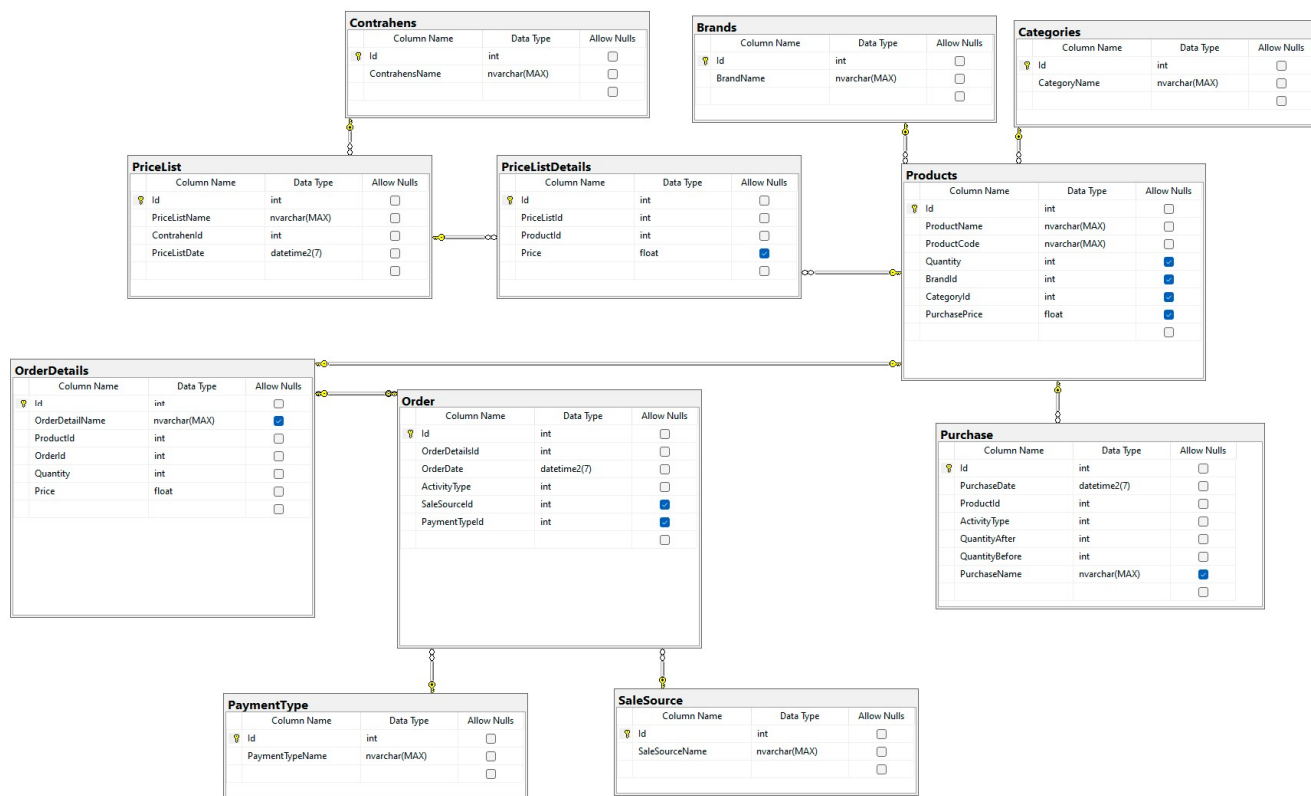 Contrahens
Column Name Data Type Allow Nulls
Id int
ContrahensName nvarchar(MAX)
Brands
Column Name Data Type Allow Nulls
Id int
BrandName nvarchar(MAX)
Categories
Column Name Data Type Allow Nulls
Id int
CategoryName nvarchar(MAX)
PriceList
Column Name Data Type Allow Nulls
Id int
PriceListName nvarchar(MAX)
ContrahenId int
PriceListDate datetime2(7)
PriceListDetails
Column Name Data Type Allow Nulls
Id int
PriceListId int
ProductId int
Price float
Products
Column Name Data Type Allow Nulls
Id int
ProductName nvarchar(MAX)
ProductCode nvarchar(MAX)
Quantity int
BrandId int
CategoryId int
PurchasePrice float
OrderDetails
Column Name Data Type Allow Nulls
Id int
OrderDetailName nvarchar(MAX)
ProductId int
OrderId int
Quantity int
Price float
Order
Column Name Data Type Allow Nulls
Id int
OrderDetailsId int
OrderDate datetime2(7)
ActivityType int
SaleSourceId int
PaymentTypeId int
Purchase
Column Name Data Type Allow Nulls
Id int
PurchaseDate datetime2(7)
ProductId int
ActivityType int
QuantityAfter int
QuantityBefore int
PurchaseName nvarchar(MAX)
PaymentType
Column Name Data Type Allow Nulls
Id int
PaymentTypeName nvarchar(MAX)
SaleSource
Column Name Data Type Allow Nulls
Id int
SaleSourceName nvarchar(MAX)